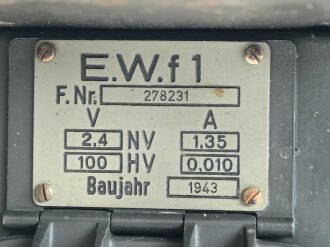 E.W.f 1
F.Nr. 278231
V A
2,4 NV 1,35
100 HV 0,010
Baujahr 1943